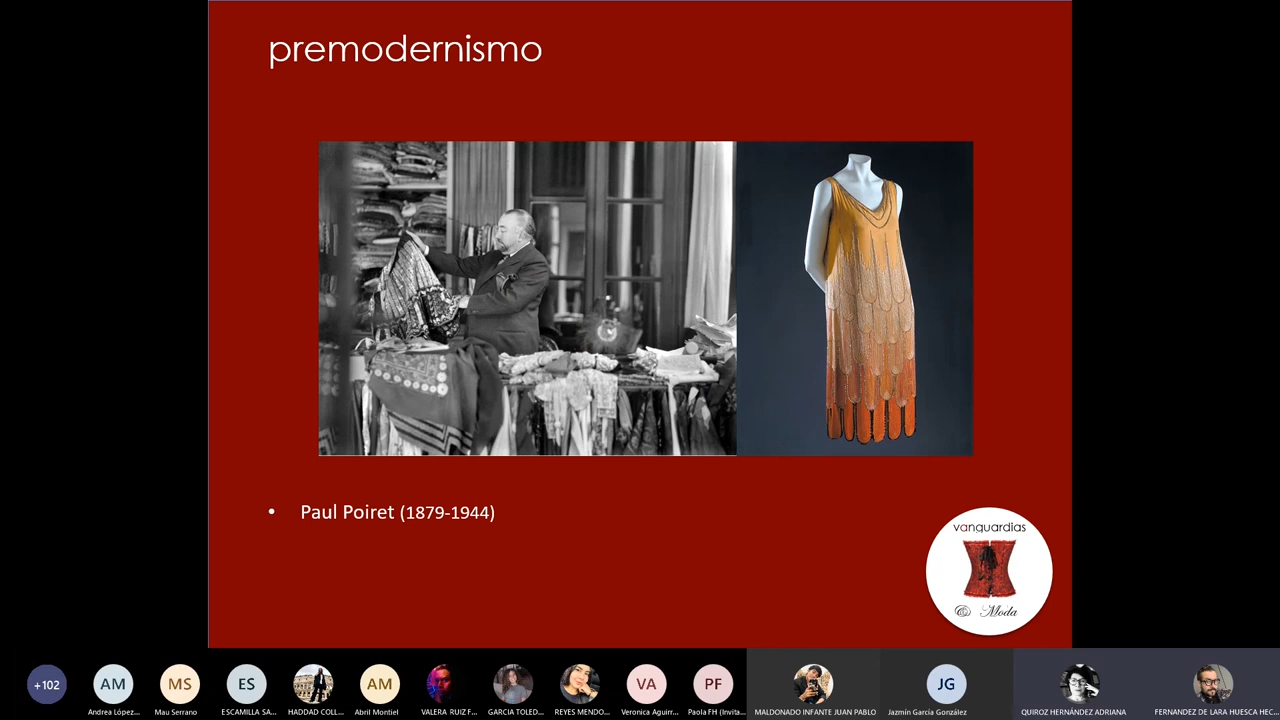 premodernismo
• Paul Poiret (1879-1944)
vanguardias
& Moda
+102
AM
MS
ES
AM
VA
PF
JG
Andrea López...
Mau Serrano
ESCAMILLA SA...
HADDAD COLL...
Abril Montiel
VALERA RUIZ F...
GARCIA TOLED...
REYES MENDO...
Veronica Aguirr...
Paola FH (Invita...
MALDONADO INFANTE JUAN PABLO
Jazmín García González
QUIROZ HERNÁNDEZ ADRIANA
FERNANDEZ DE LARA HUESCA HEC...